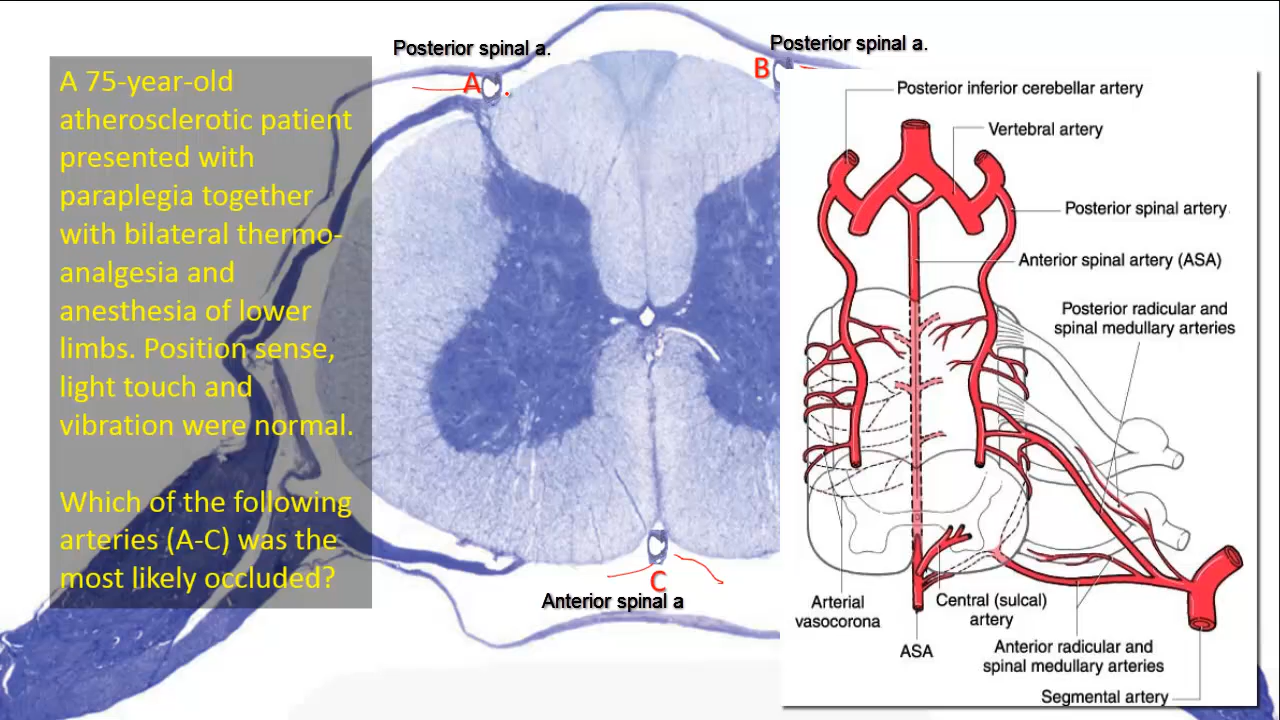 Posterior spinal a.
Posterior spinal a.
A
B
A 75-year-old
atherosclerotic patient
presented with
paraplegia together
with bilateral thermo-
analgesia and
anesthesia of lower
limbs. Position sense,
light touch and
vibration were normal.
Which of the following
arteries (A-C) was the
most likely occluded?
C
Anterior spinal a
Posterior inferior cerebellar artery
Vertebral artery
Posterior spinal artery
Anterior spinal artery (ASA)
Posterior radicular and
spinal medullary arteries
Arterial
vasocorona
Central (sulcal)
artery
ASA
Anterior radicular and
spinal medullary arteries
Segmental artery